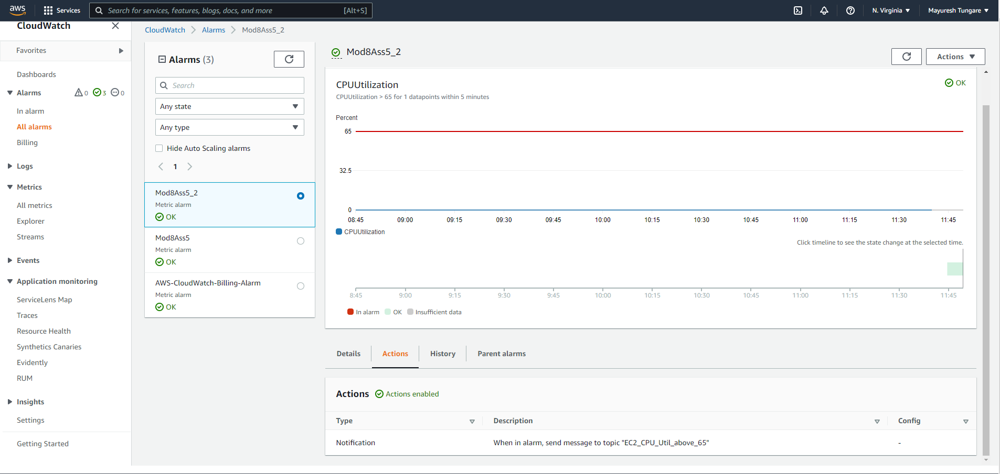 aws
Services
Search for services, features, blogs, docs, and more
[Alt+S]
N. Virginia
Mayuresh Tungare
CloudWatch
Favorites
Dashboards
Alarms
0
3
0
In alarm
All alarms
Billing
Logs
Metrics
All metrics
Explorer
Streams
Events
Application monitoring
ServiceLens Map
Traces
Resource Health
Synthetics Canaries
Evidently
RUM
Insights
Settings
Getting Started
CloudWatch
Alarms
Mod8Ass5_2
Alarms (3)
Search
Any state
Any type
Hide Auto Scaling alarms
1
Mod8Ass5_2
Metric alarm
OK
Mod8Ass5
Metric alarm
OK
AWS-CloudWatch-Billing-Alarm
Metric alarm
OK
Mod8Ass5_2
Actions
CPUUtilization
OK
CPUUtilization > 65 for 1 datapoints within 5 minutes
Percent
65
32.5
0
08:45 09:00 09:15 09:30 09:45 10:00 10:15 10:30 10:45 11:00 11:15 11:30 11:45
CPUUtilization
Click timeline to see the state change at the selected time.
8:45 9:00 9:15 9:30 9:45 10:00 10:15 10:30 10:45 11:00 11:15 11:30 11:45
In alarm OK Insufficient data
Details Actions History Parent alarms
Actions Actions enabled
Type Description Config
Notification When in alarm, send message to topic "EC2_CPU_Util_above_65" -